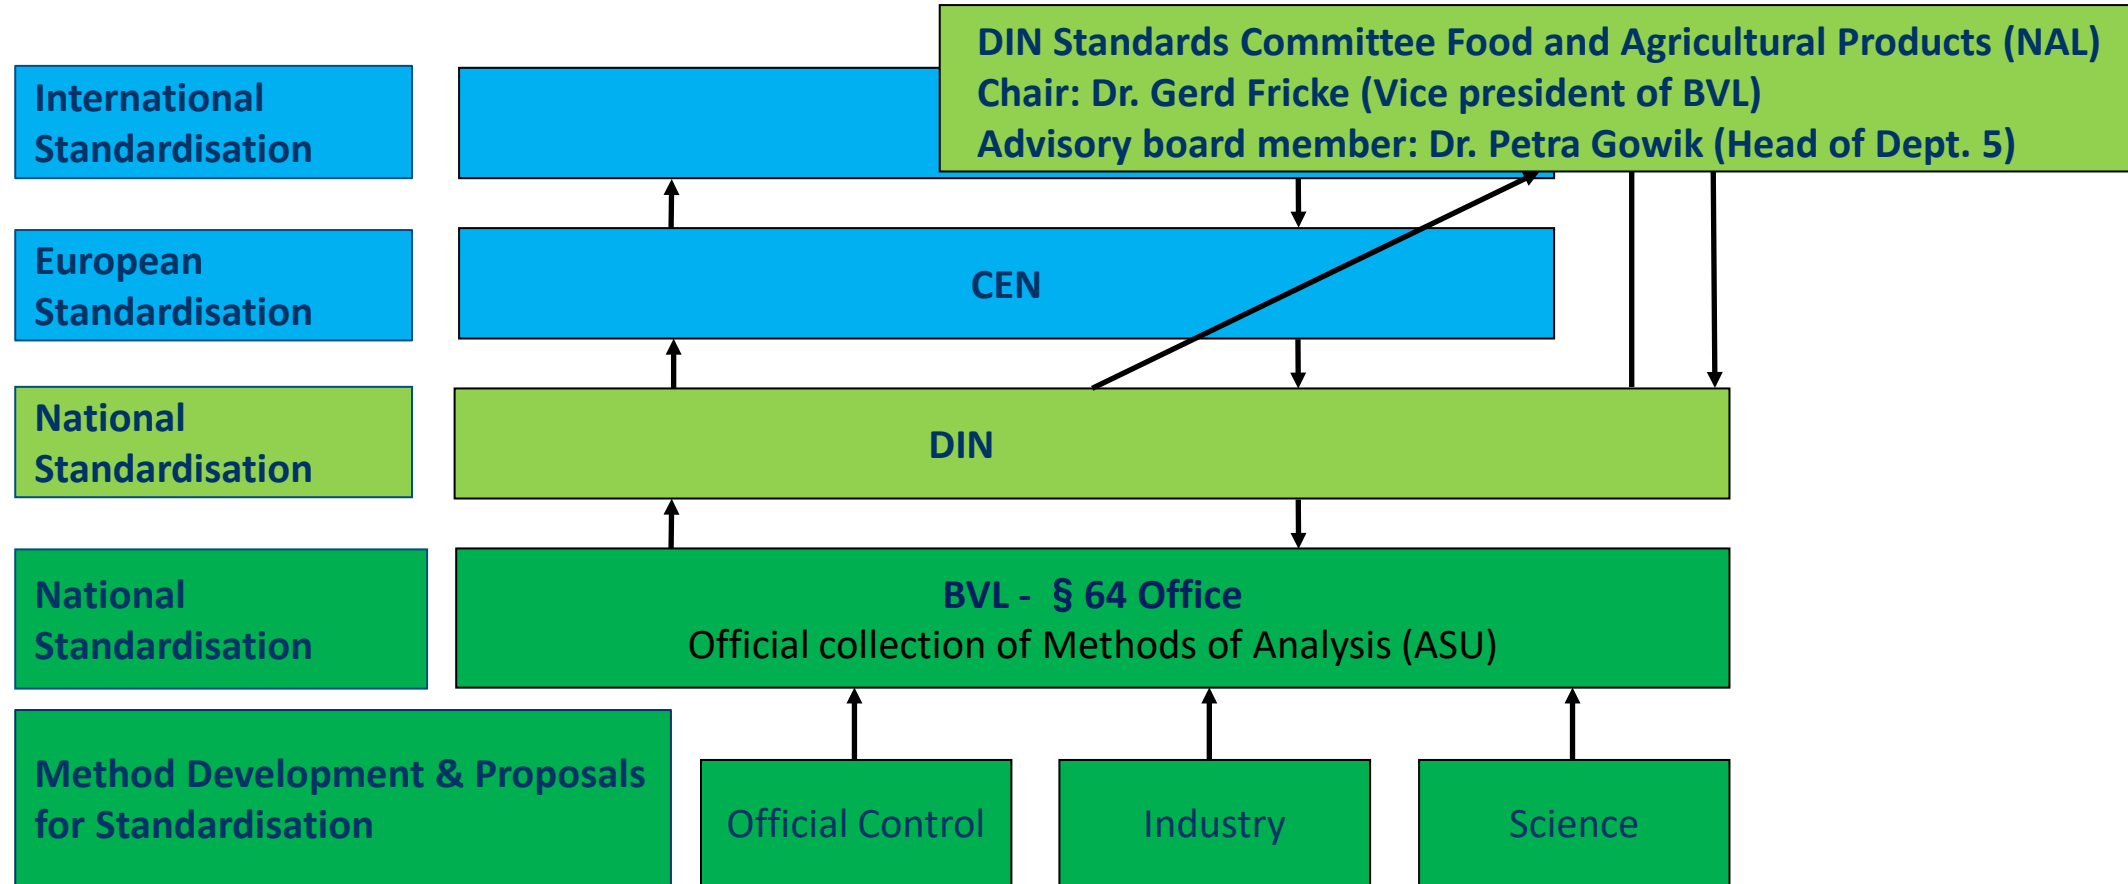 DIN Standards Committee Food and Agricultural Products (NAL)
Chair: Dr. Gerd Fricke (Vice president of BVL)
Advisory board member: Dr. Petra Gowik (Head of Dept. 5)
International
Standardisation
European
Standardisation
CEN
National
Standardisation
DIN
National
Standardisation
BVL - § 64 Office
Official collection of Methods of Analysis (ASU)
Method Development & Proposals
for Standardisation
Official Control
Industry
Science